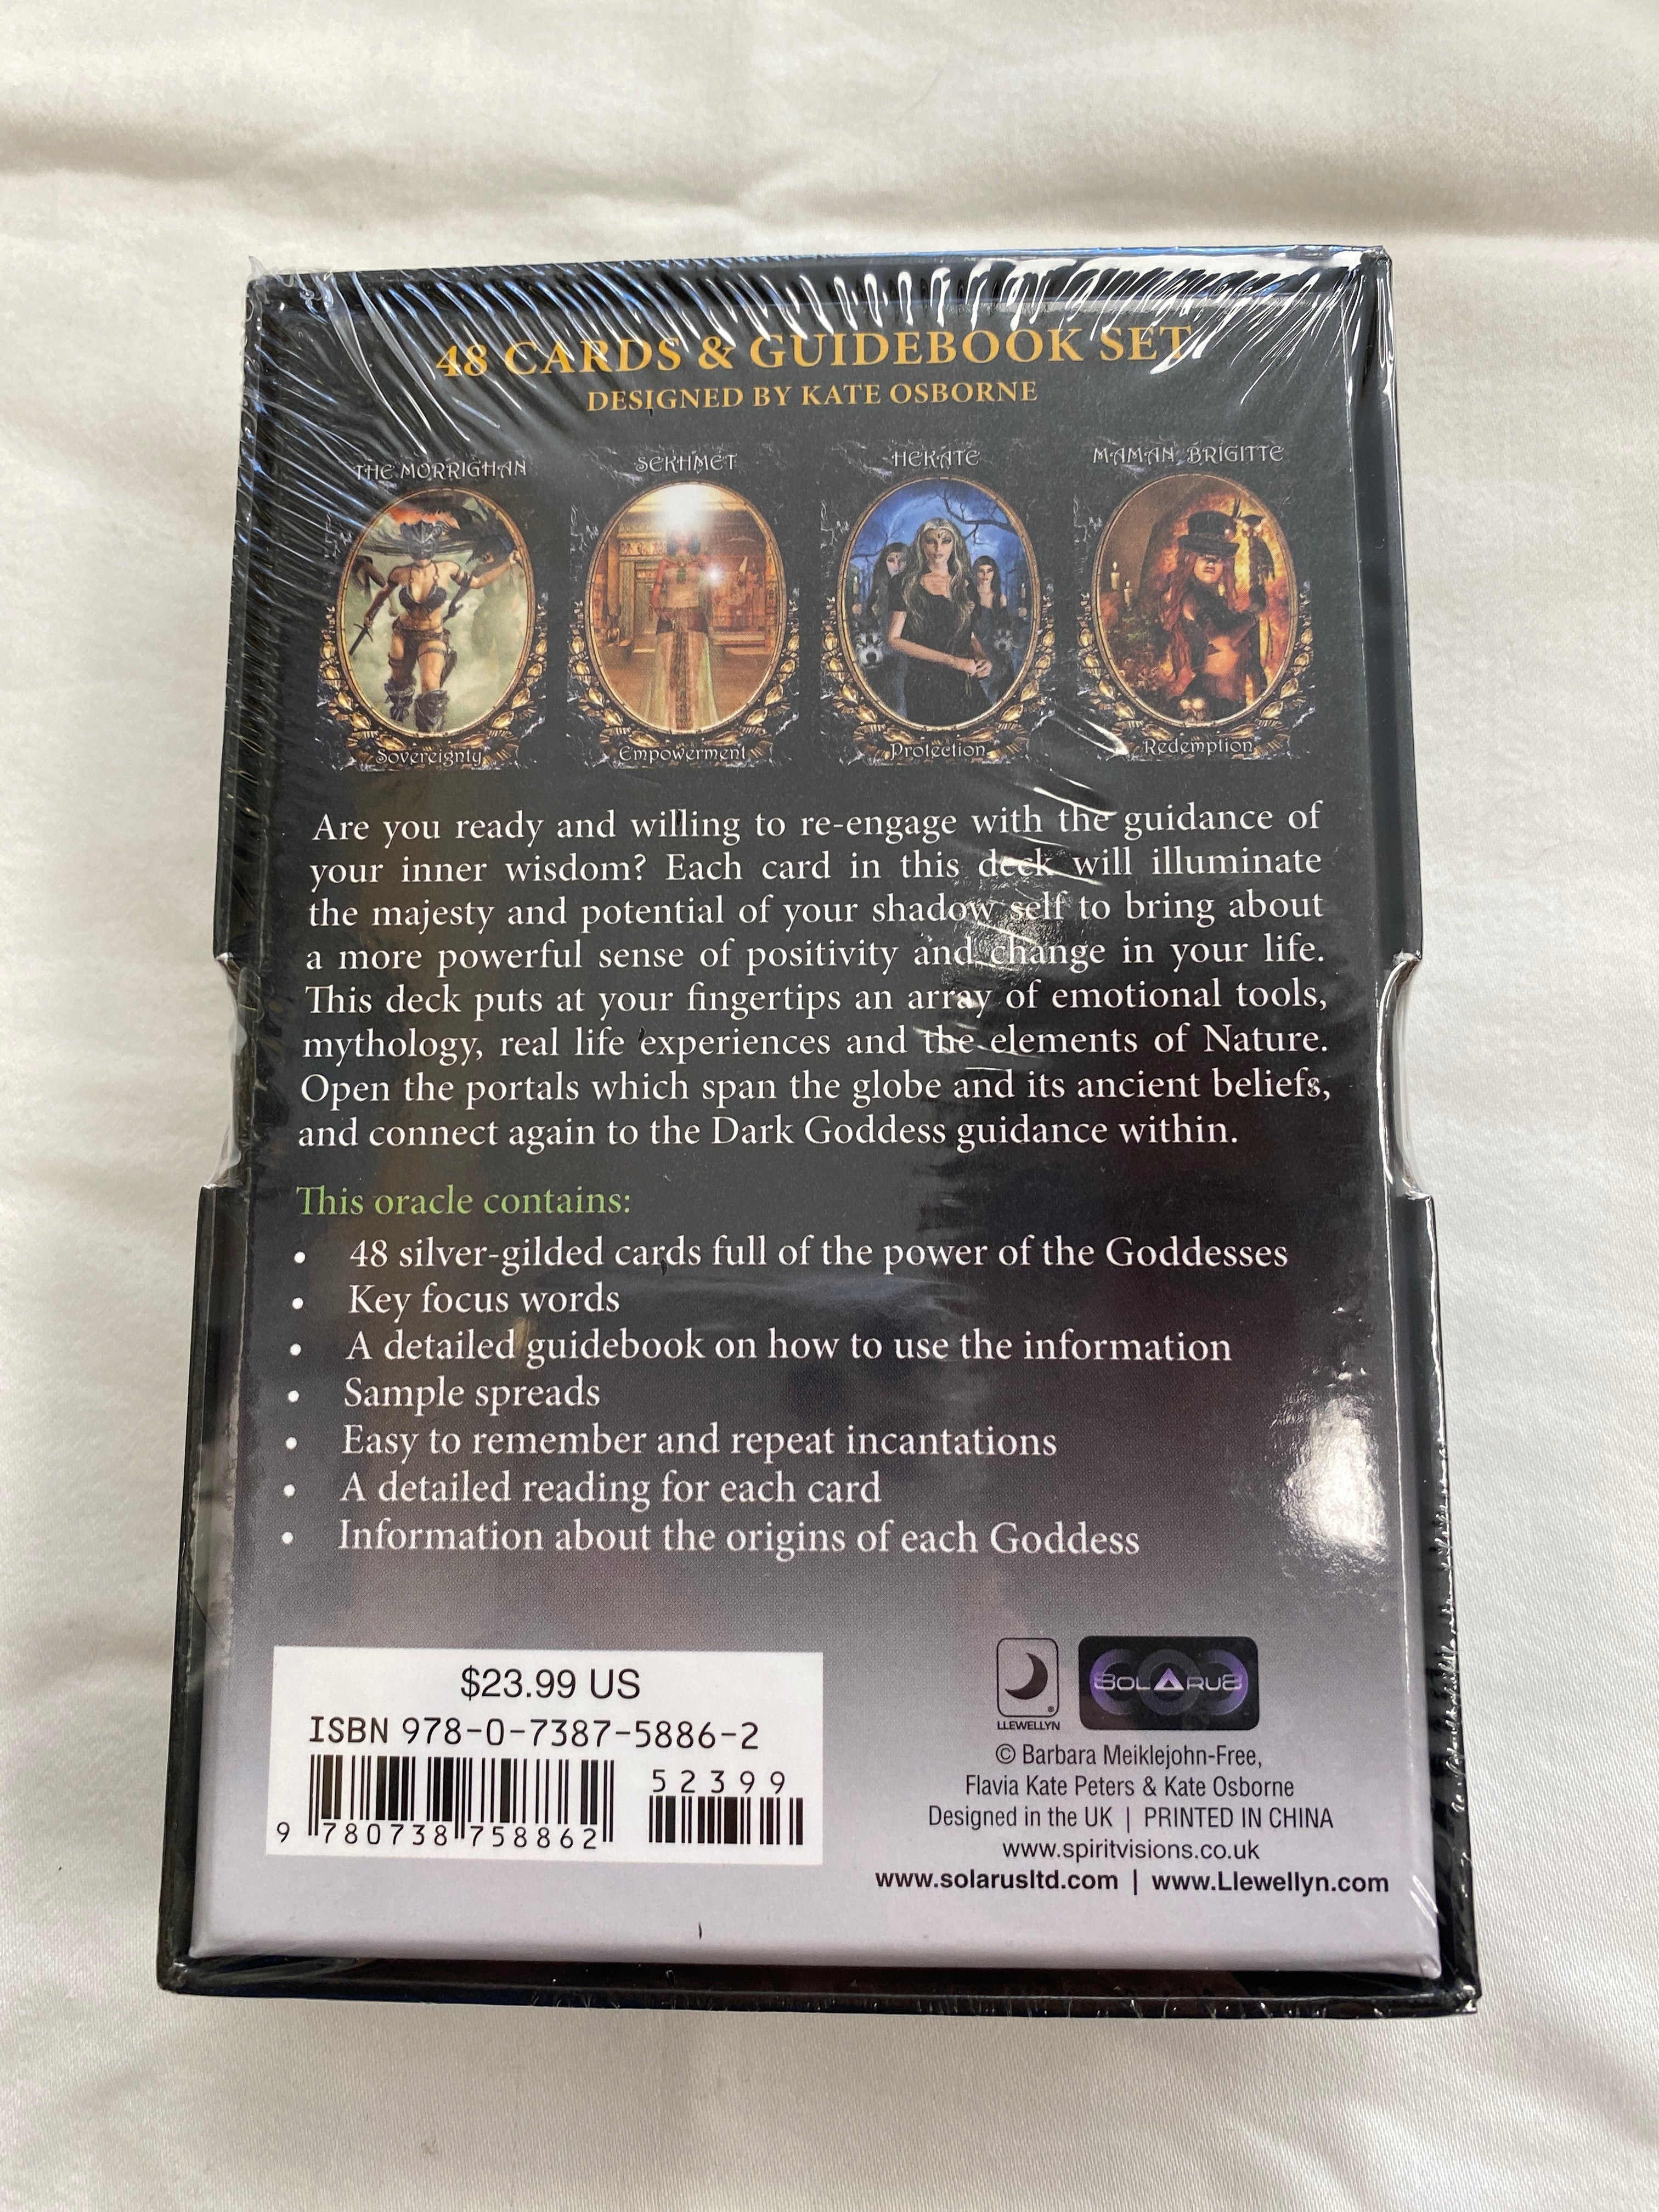 48 CARDS & GUIDEBOOK SET
DESIGNED BY KATE OSBORNE
THE MORRIGHAN
SEKHMET
HEKATE
MAMAN BRIGITTE
Sovereignty
Empowerment
Protection
Redemption
Are you ready and willing to re-engage with the guidance of
your inner wisdom? Each card in this deck will illuminate
the majesty and potential of your shadow self to bring about
a more powerful sense of positivity and change in your life.
This deck puts at your fingertips an array of emotional tools,
mythology, real life experiences and the elements of Nature.
Open the portals which span the globe and its ancient beliefs,
and connect again to the Dark Goddess guidance within.
This oracle contains:
• 48 silver-gilded cards full of the power of the Goddesses
• Key focus words
• A detailed guidebook on how to use the information
• Sample spreads
• Easy to remember and repeat incantations
• A detailed reading for each card
• Information about the origins of each Goddess
$23.99 US
ISBN 978-0-7387-5886-2
52399
9 780738 758862
LLEWELLYN
SOLARUS
© Barbara Meiklejohn-Free,
Flavia Kate Peters & Kate Osborne
Designed in the UK | PRINTED IN CHINA
www.spiritvisions.co.uk
www.solarusltd.com | www.Llewellyn.com